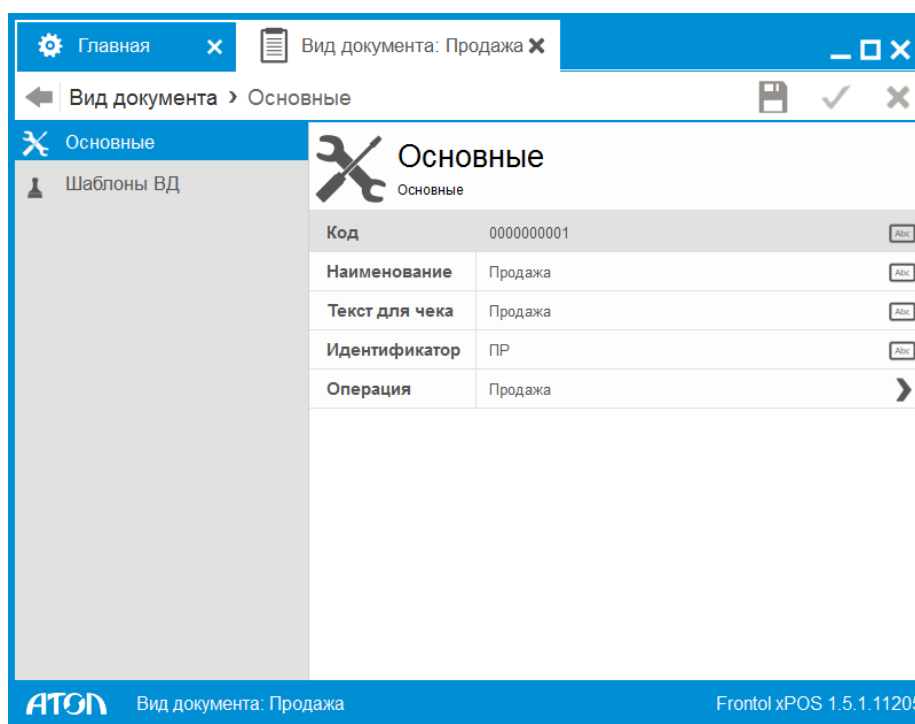 Главная
Вид документа: Продажа
Вид документа › Основные
Основные
Шаблоны ВД
Основные
Основные
Код 0000000001 Abc
Наименование Продажа Abc
Текст для чека Продажа Abc
Идентификатор ПР Abc
Операция Продажа
АТОЛ Вид документа: Продажа Frontol xPOS 1.5.1.11205